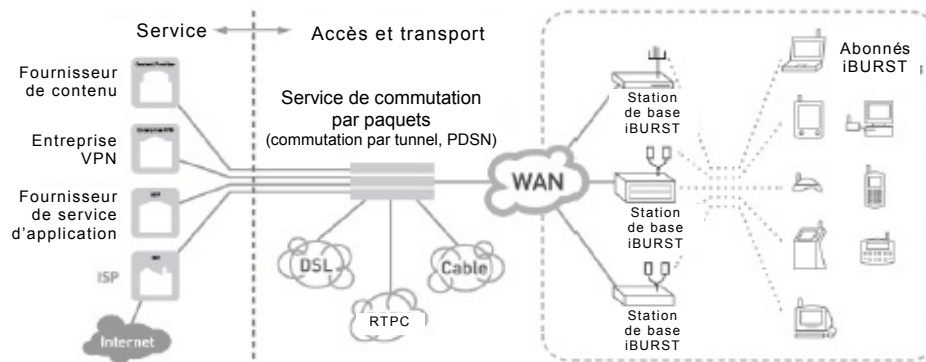 Service
Accès et transport
Fournisseur
de contenu
Entreprise
VPN
Fournisseur
de service
d'application
ISP
Internet
Service de commutation
par paquets
(commutation par tunnel, PDSN)
DSL
RTPC
Cable
WAN
Station
de base
iBURST
Station
de base
iBURST
Station
de base
iBURST
Abonnés
iBURST